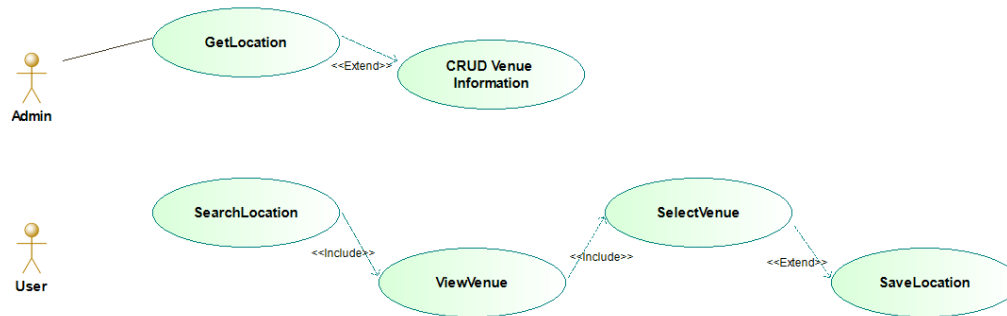 GetLocation
<<Extend>>
CRUD Venue
Information
Admin
SearchLocation
SelectVenue
<<Include>>
<<Include>>
<<Extend>>
User
ViewVenue
SaveLocation